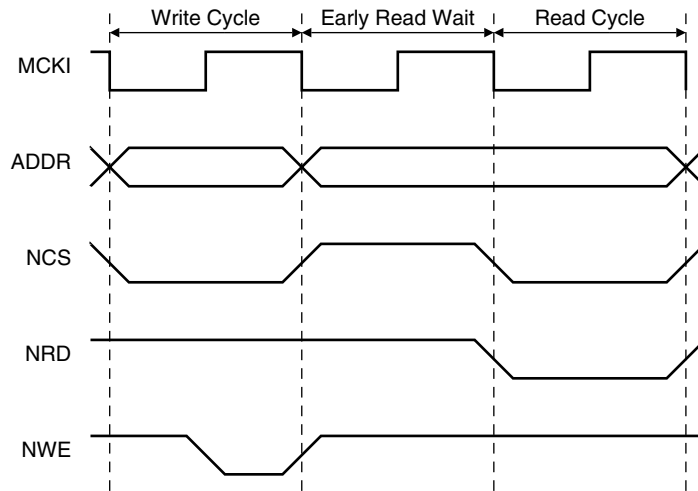 Write Cycle Early Read Wait Read Cycle
MCKI
ADDR
NCS
NRD
NWE